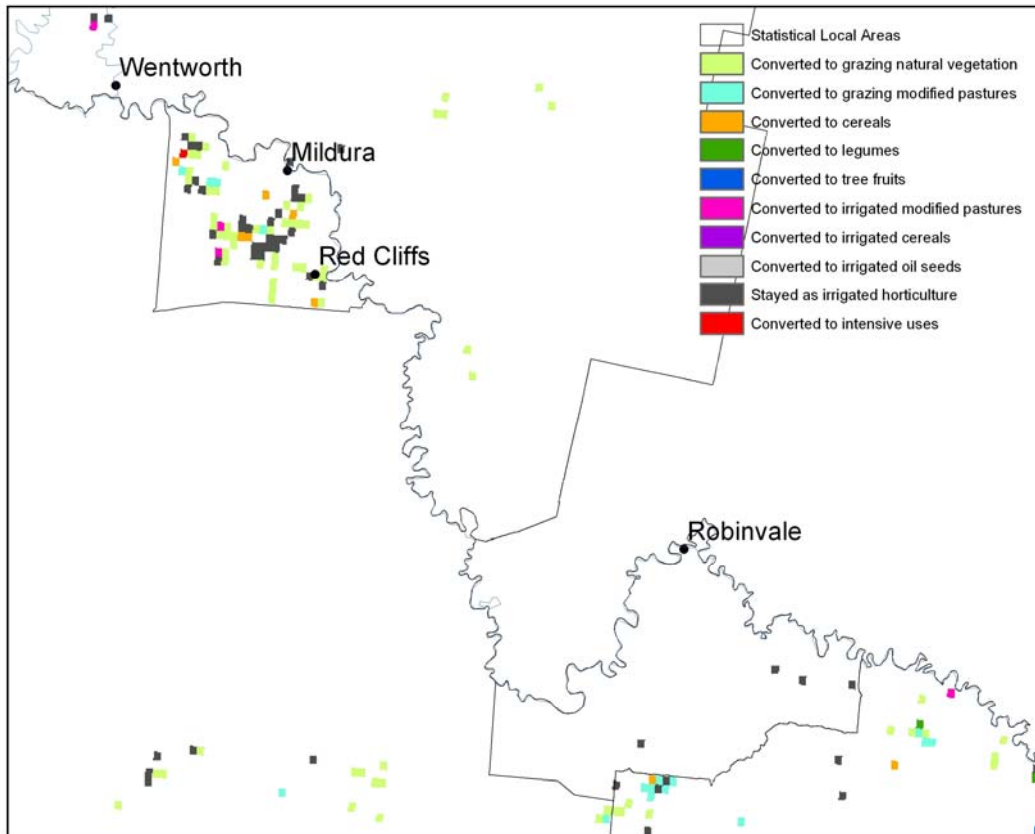 Wentworth
Mildura
Red Cliffs
Robinvale
Statistical Local Areas
Converted to grazing natural vegetation
Converted to grazing modified pastures
Converted to cereals
Converted to legumes
Converted to tree fruits
Converted to irrigated modified pastures
Converted to irrigated cereals
Converted to irrigated oil seeds
Stayed as irrigated horticulture
Converted to intensive uses